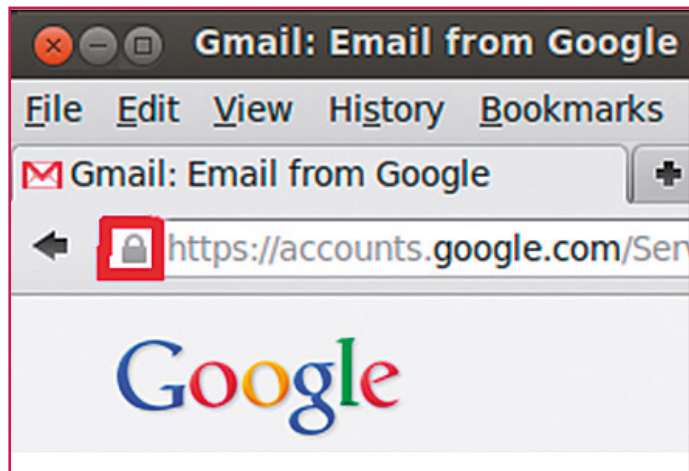 Gmail: Email from Google
File Edit View History Bookmarks
Gmail: Email from Google
https://accounts.google.com/Serv
Google